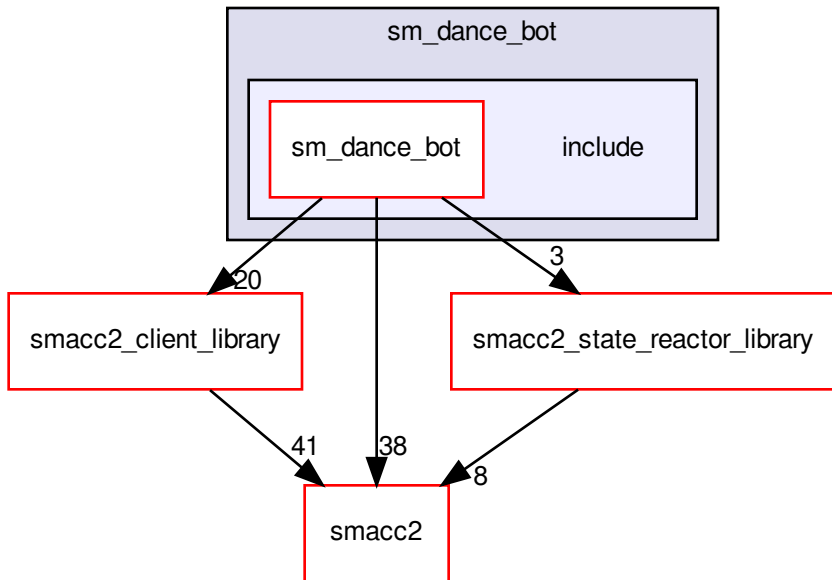 sm_dance_bot
sm_dance_bot
include
3
20
smacc2_client_library
smacc2_state_reactor_library
41
38
8
smacc2